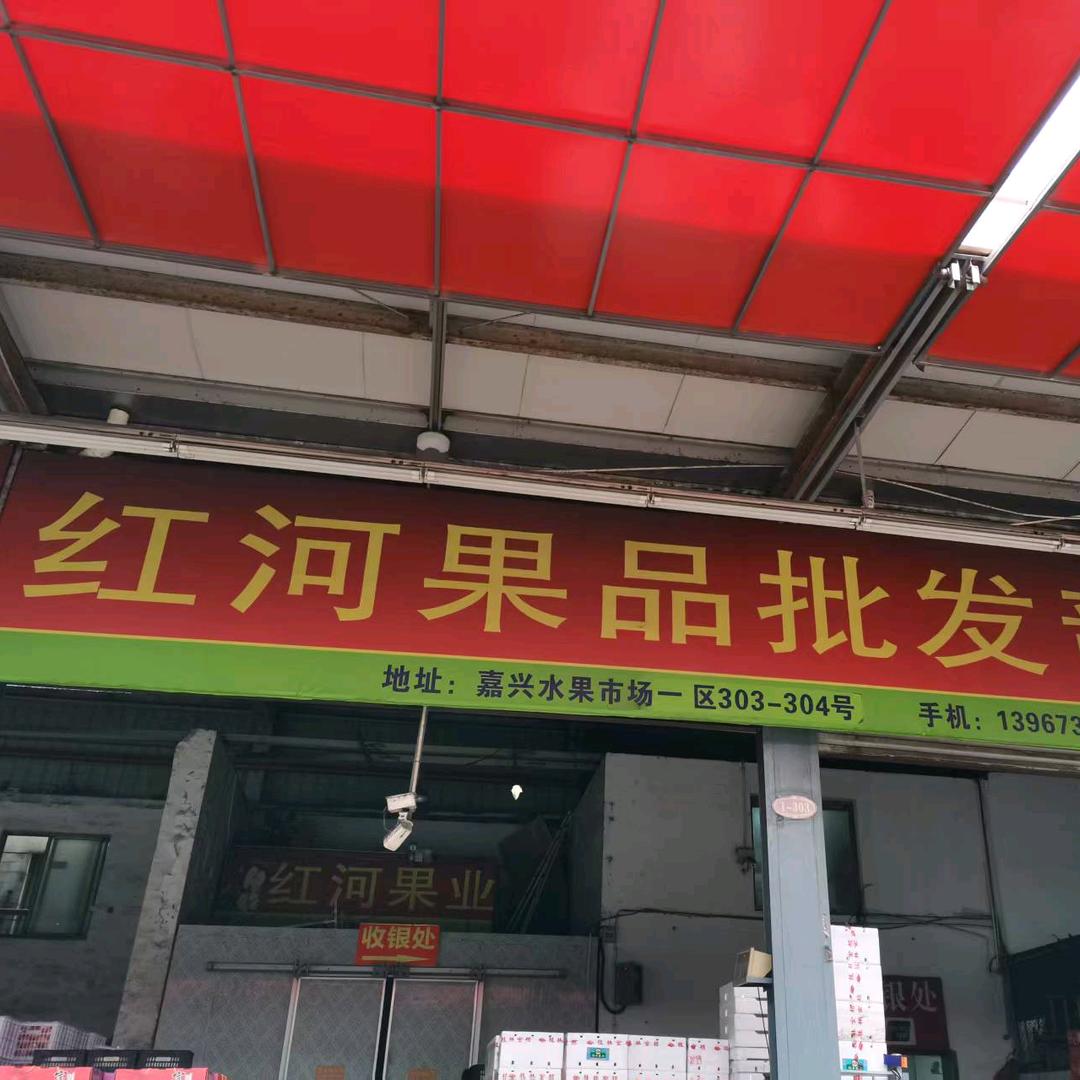 红河果品批发
地址：嘉兴水果市场一区303-304号
手机：139673
1-303
红河果业
收银处
银处